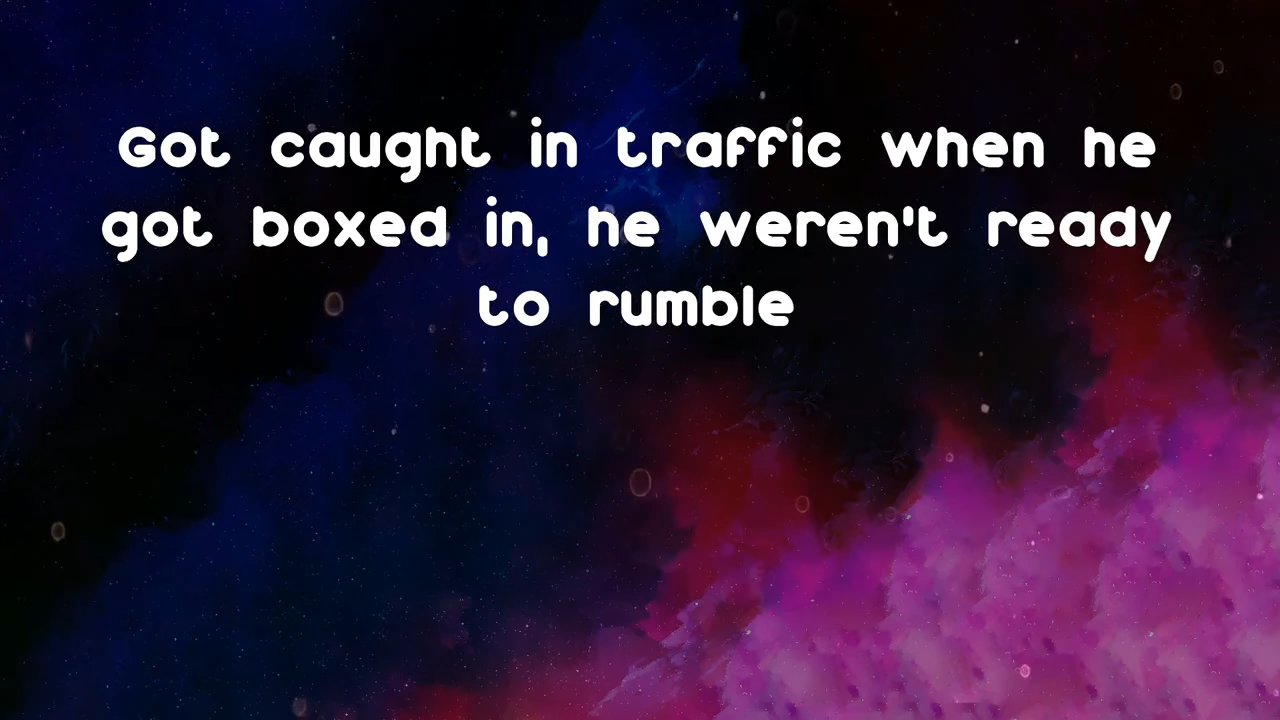 Got caught in traffic when he
got boxed in, he weren't ready
to rumble